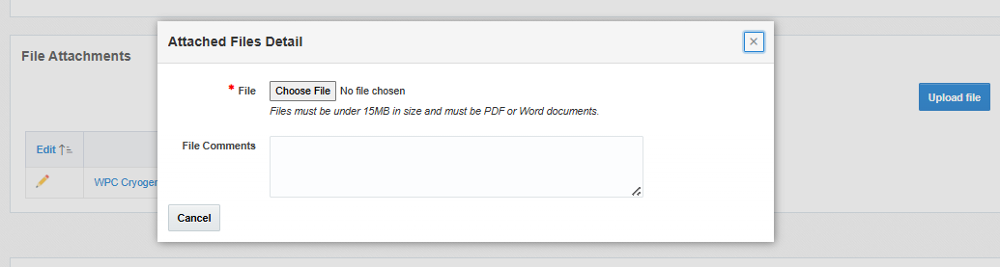 Attached Files Detail
File Attachments
* File Choose File No file chosen
Files must be under 15MB in size and must be PDF or Word documents.
Upload file
File Comments
Edit
WPC
Cancel